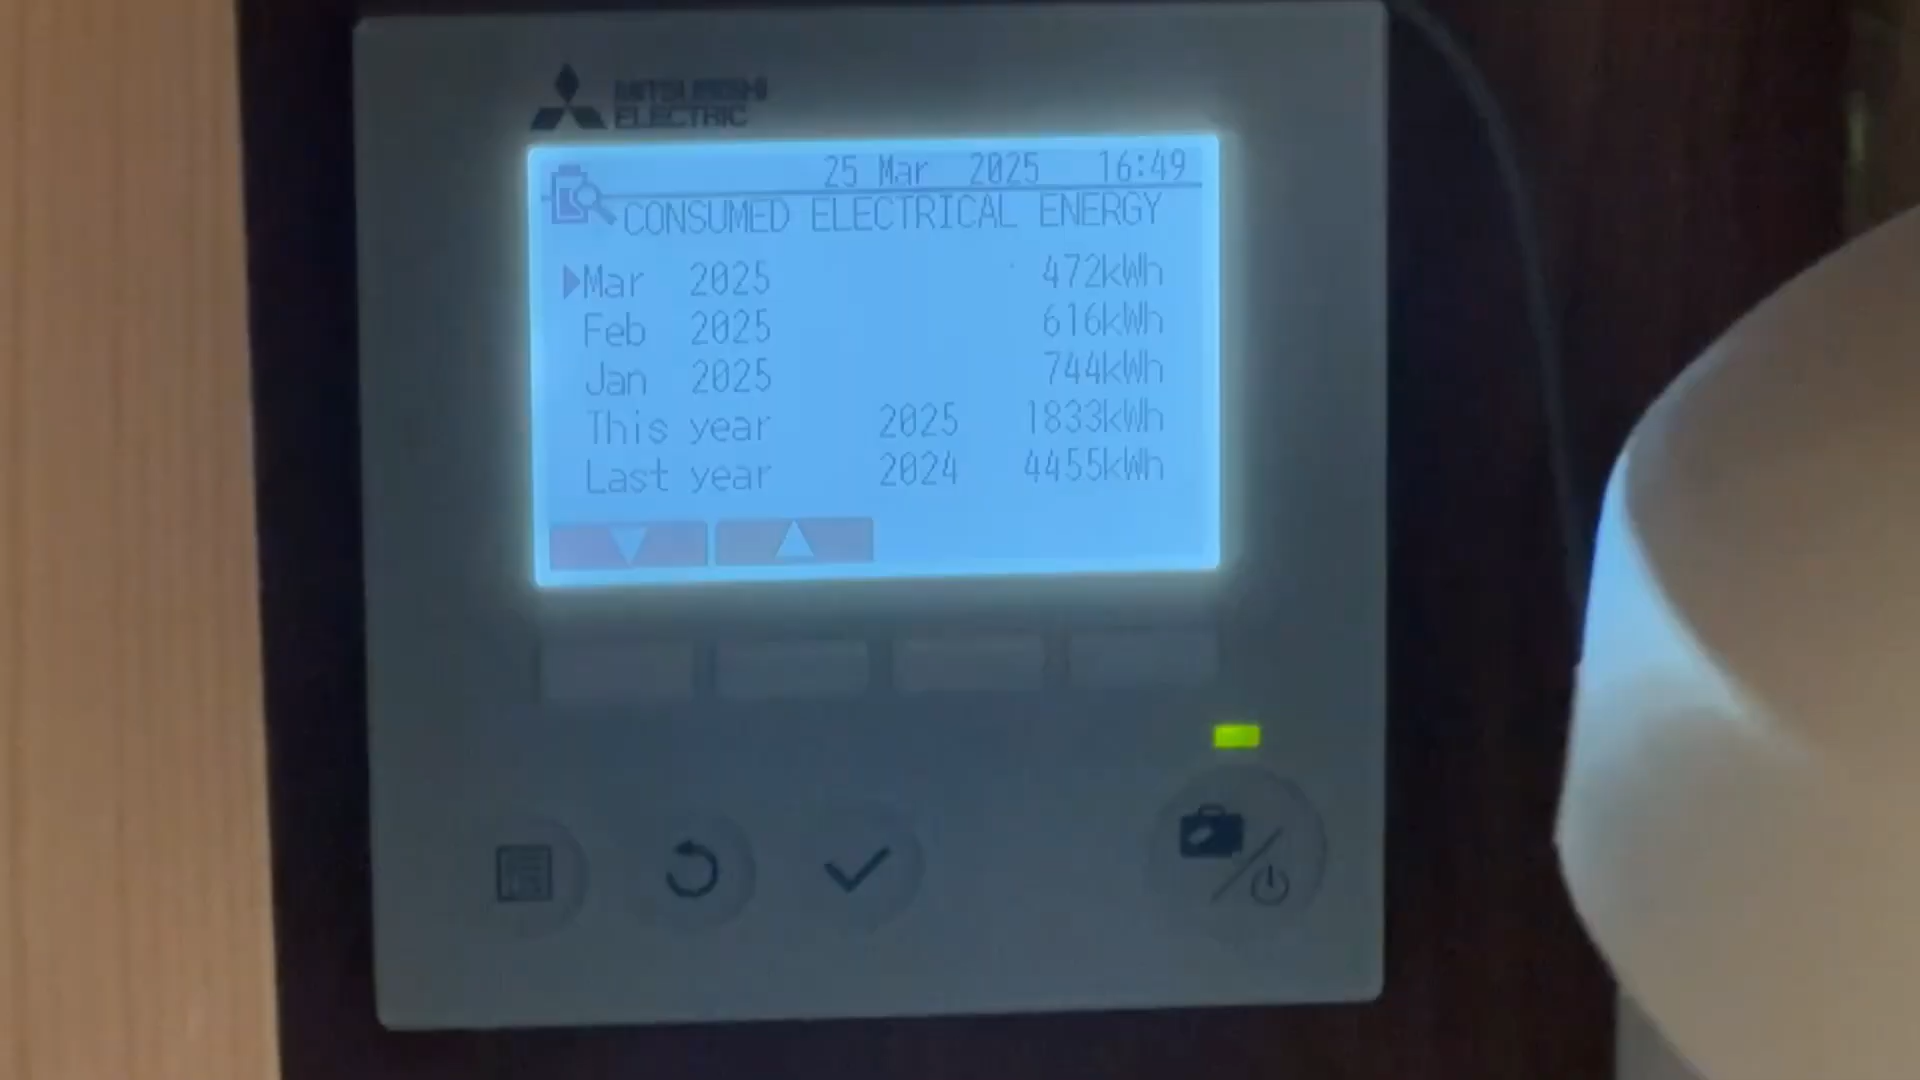 MITSUBISHI
ELECTRIC
25 Mar 2025 16:49
CONSUMED ELECTRICAL ENERGY
Mar 2025 472kWh
Feb 2025 616kWh
Jan 2025 744kWh
This year 2025 1833kWh
Last year 2024 4455kWh